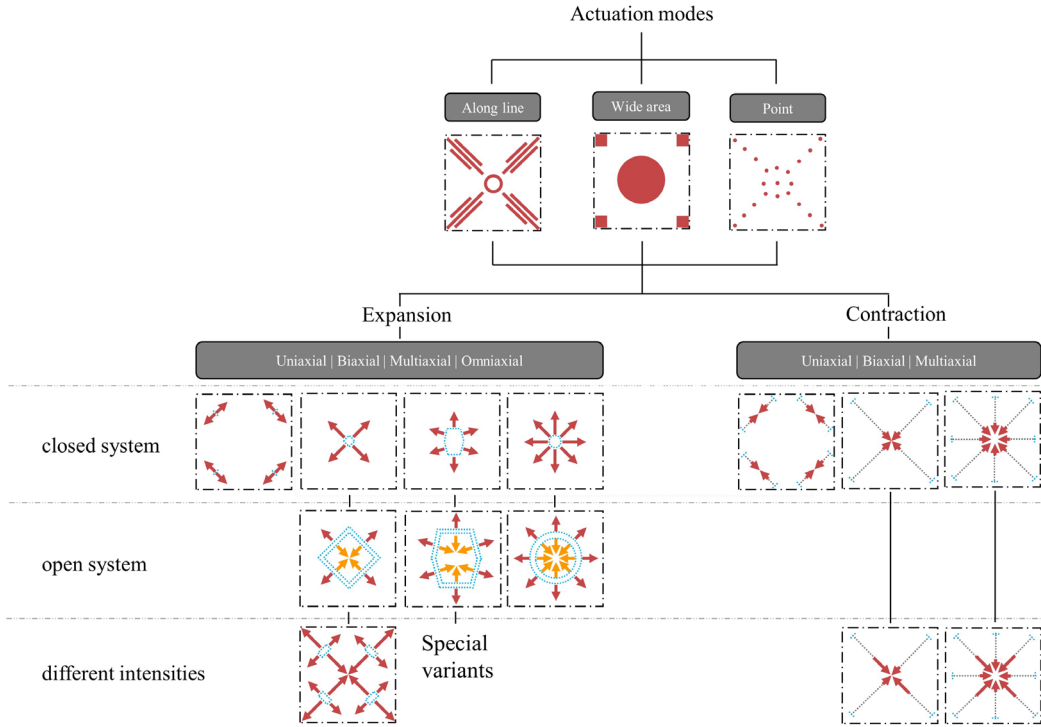 Actuation modes
Along line
Wide area
Point
Expansion
Contraction
Uniaxial | Biaxial | Multiaxial | Omniaxial
Uniaxial | Biaxial | Multiaxial
closed system
open system
different intensities
Special
variants